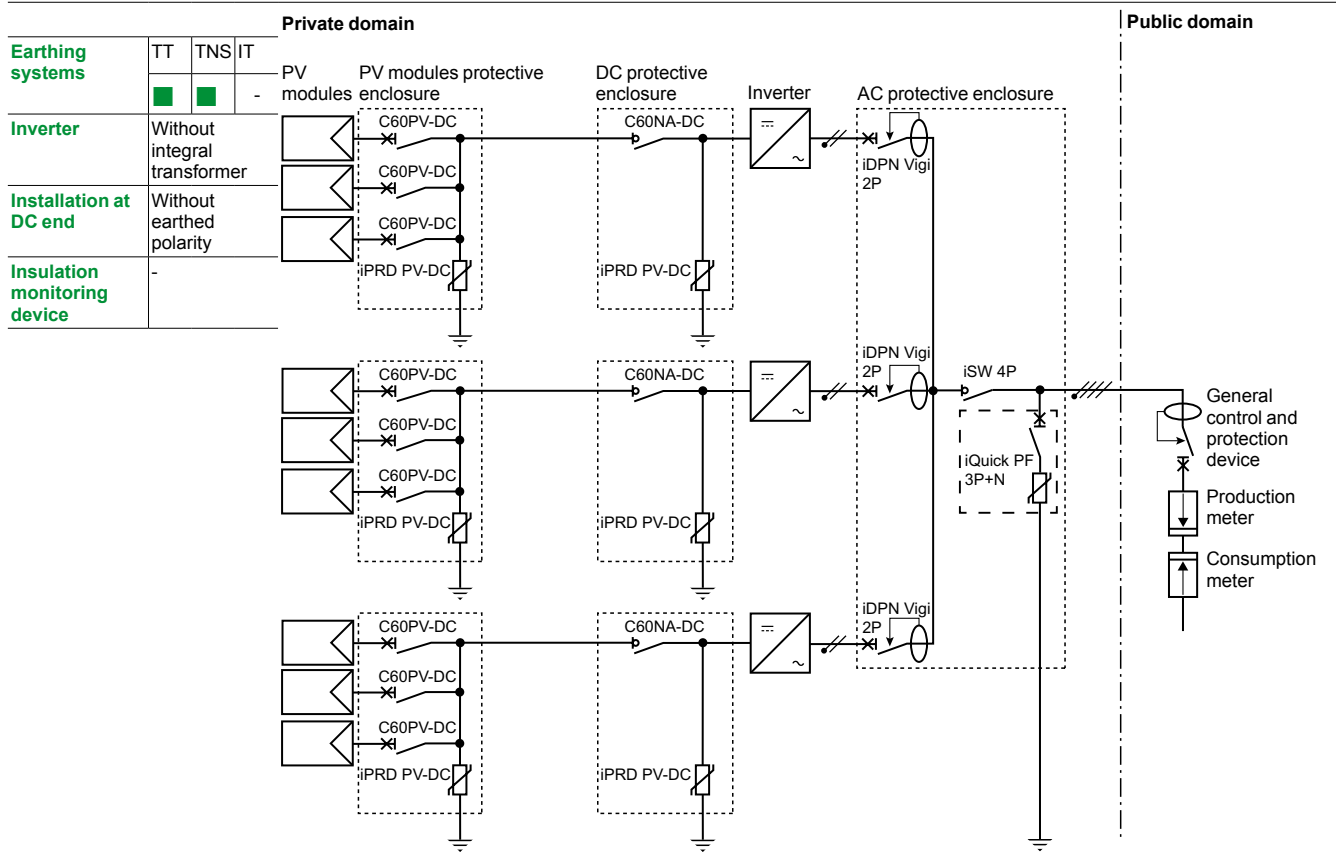 Private domain
Public domain
Earthing
systems
TT
TNS
IT
-
Inverter
Without
integral
transformer
Installation at
DC end
Without
earthed
polarity
Insulation
monitoring
device
-
PV
modules
PV modules protective
enclosure
DC protective
enclosure
Inverter
AC protective enclosure
C60PV-DC
C60PV-DC
C60PV-DC
iPRD PV-DC
C60NA-DC
iPRD PV-DC
iDPN Vigi
2P
C60PV-DC
C60PV-DC
C60PV-DC
iPRD PV-DC
C60NA-DC
iPRD PV-DC
iDPN Vigi
2P
iSW 4P
iQuick PF
3P+N
General
control and
protection
device
Production
meter
Consumption
meter
C60PV-DC
C60PV-DC
C60PV-DC
iPRD PV-DC
C60NA-DC
iPRD PV-DC
iDPN Vigi
2P